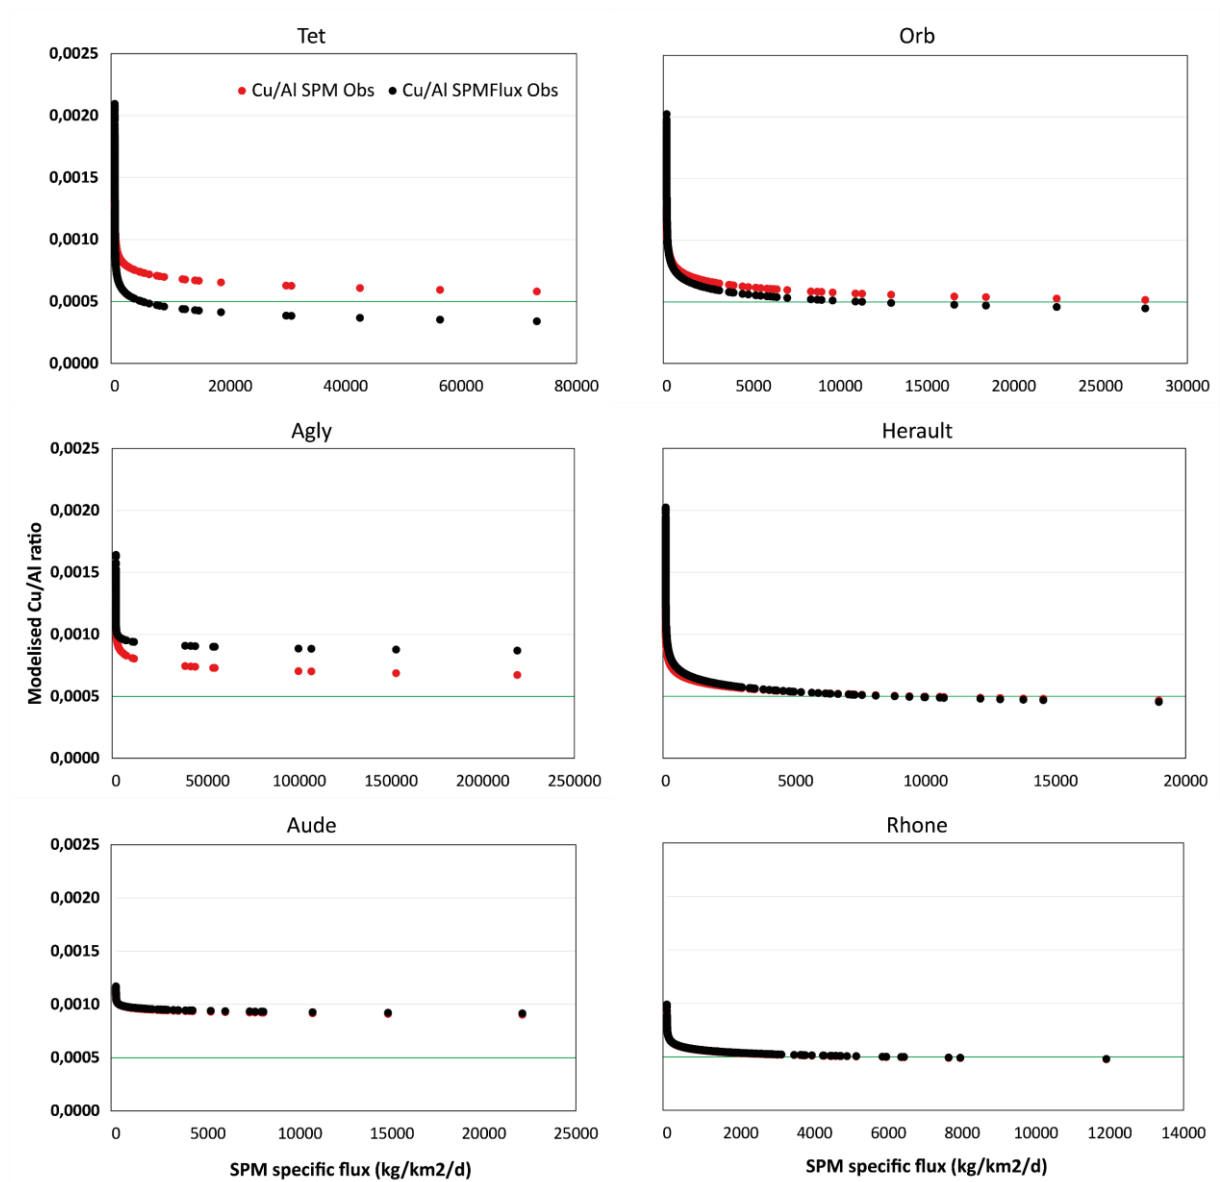 Tet
0,0025
0,0020
0,0015
0,0010
0,0005
0,0000
Cu/Al SPM Obs
Cu/Al SPMFlux Obs
0 20000 40000 60000 80000
Orb
0 5000 10000 15000 20000 25000 30000
Agly
0,0025
0,0020
0,0015
0,0010
0,0005
0,0000
Modelised Cu/Al ratio
0 50000 100000 150000 200000 250000
Herault
0 5000 10000 15000 20000
Aude
0,0025
0,0020
0,0015
0,0010
0,0005
0,0000
0 5000 10000 15000 20000 25000
SPM specific flux (kg/km2/d)
Rhone
0 2000 4000 6000 8000 10000 12000 14000
SPM specific flux (kg/km2/d)